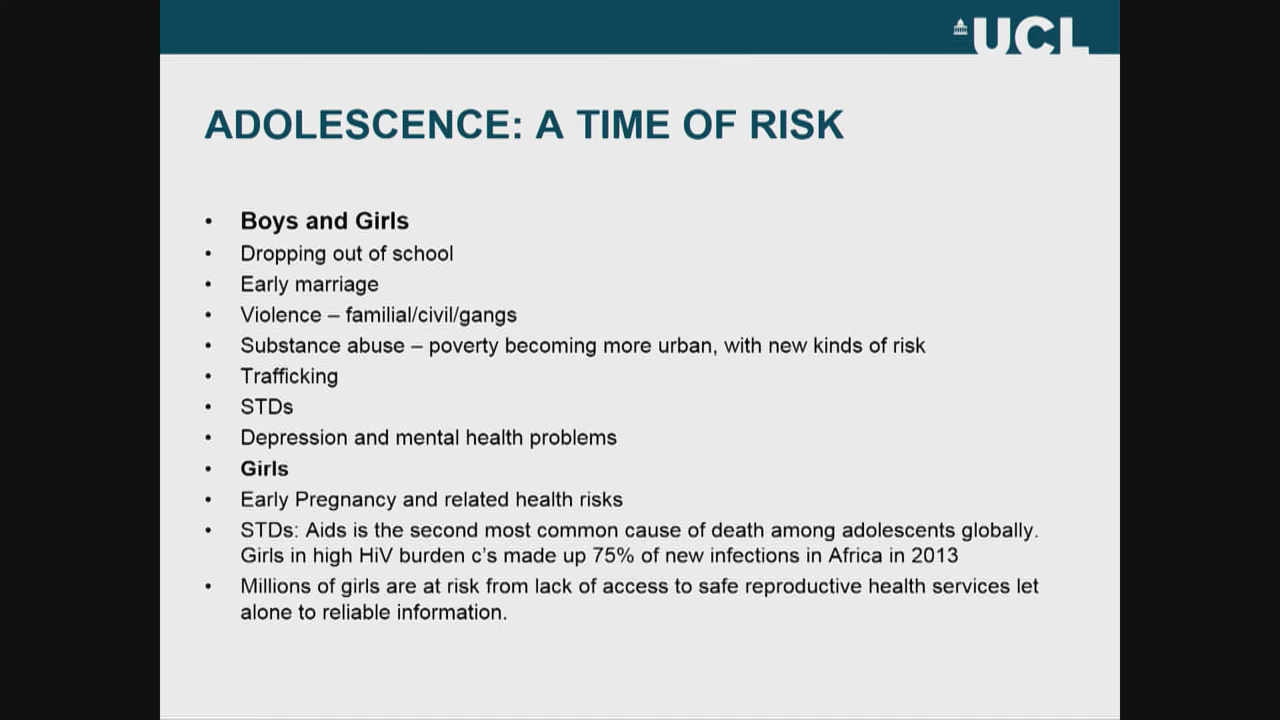 UCL
ADOLESCENCE: A TIME OF RISK
• Boys and Girls
• Dropping out of school
• Early marriage
• Violence – familial/civil/gangs
• Substance abuse – poverty becoming more urban, with new kinds of risk
• Trafficking
• STDs
• Depression and mental health problems
• Girls
• Early Pregnancy and related health risks
• STDs: Aids is the second most common cause of death among adolescents globally.
Girls in high HiV burden c's made up 75% of new infections in Africa in 2013
• Millions of girls are at risk from lack of access to safe reproductive health services let
alone to reliable information.